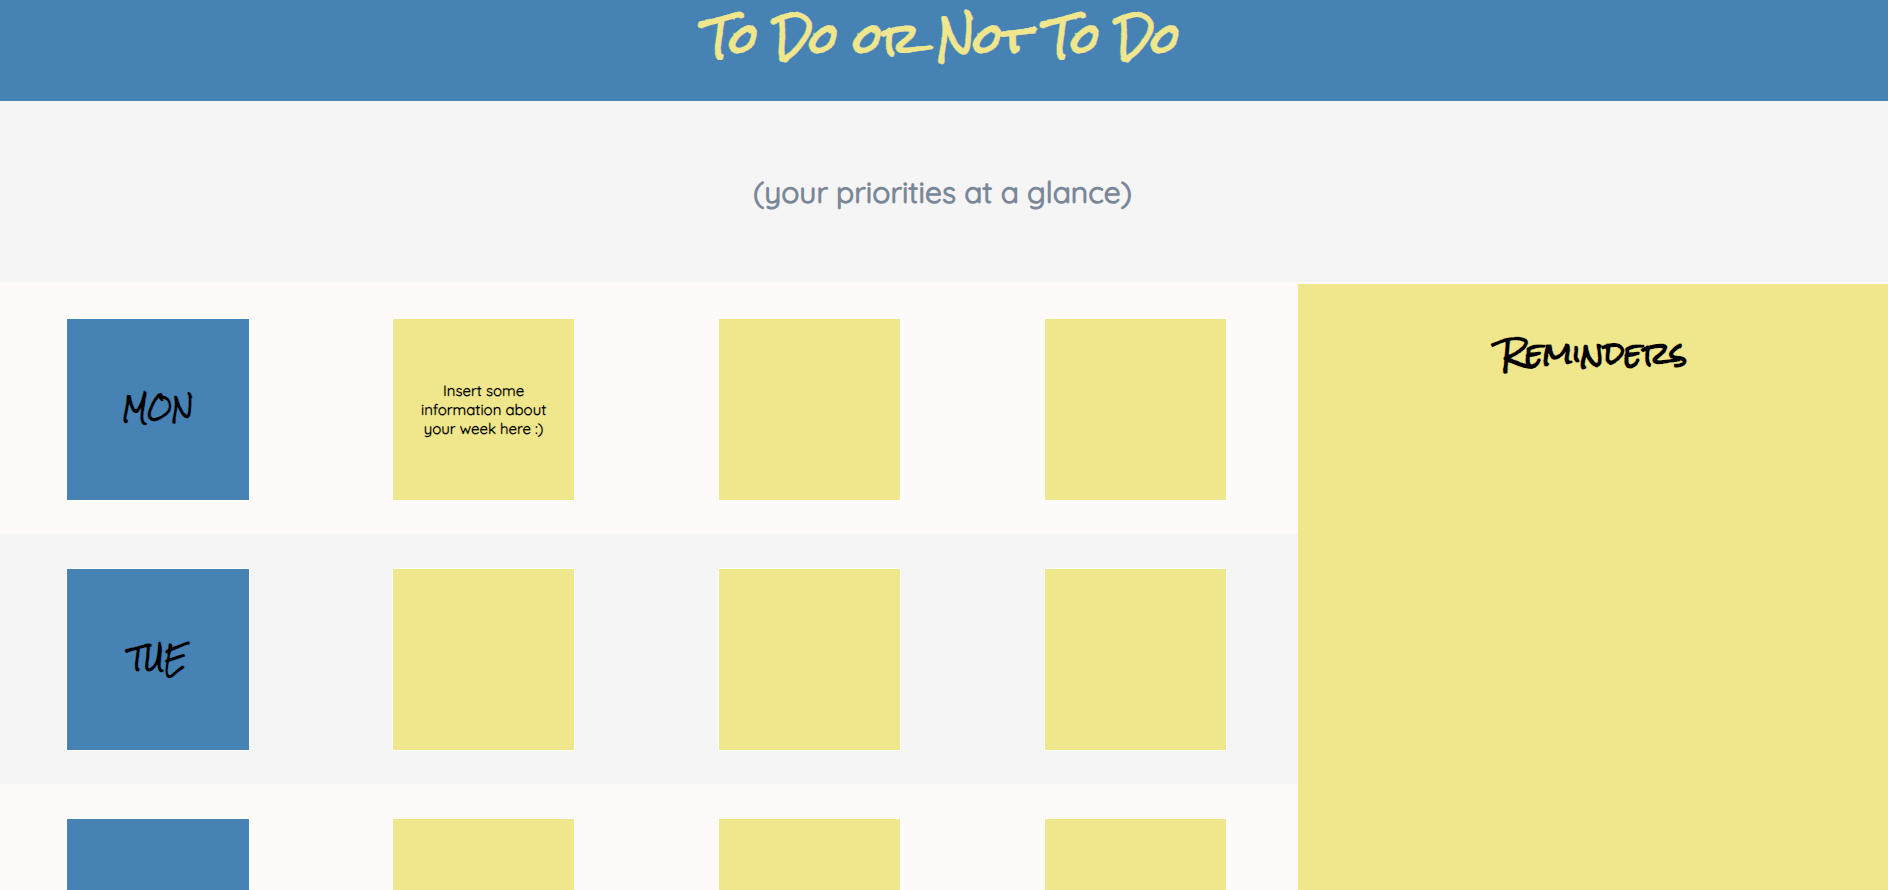 To Do or Not To Do
(your priorities at a glance)
MON
Insert some
information about
your week here :)
Reminders
TUE